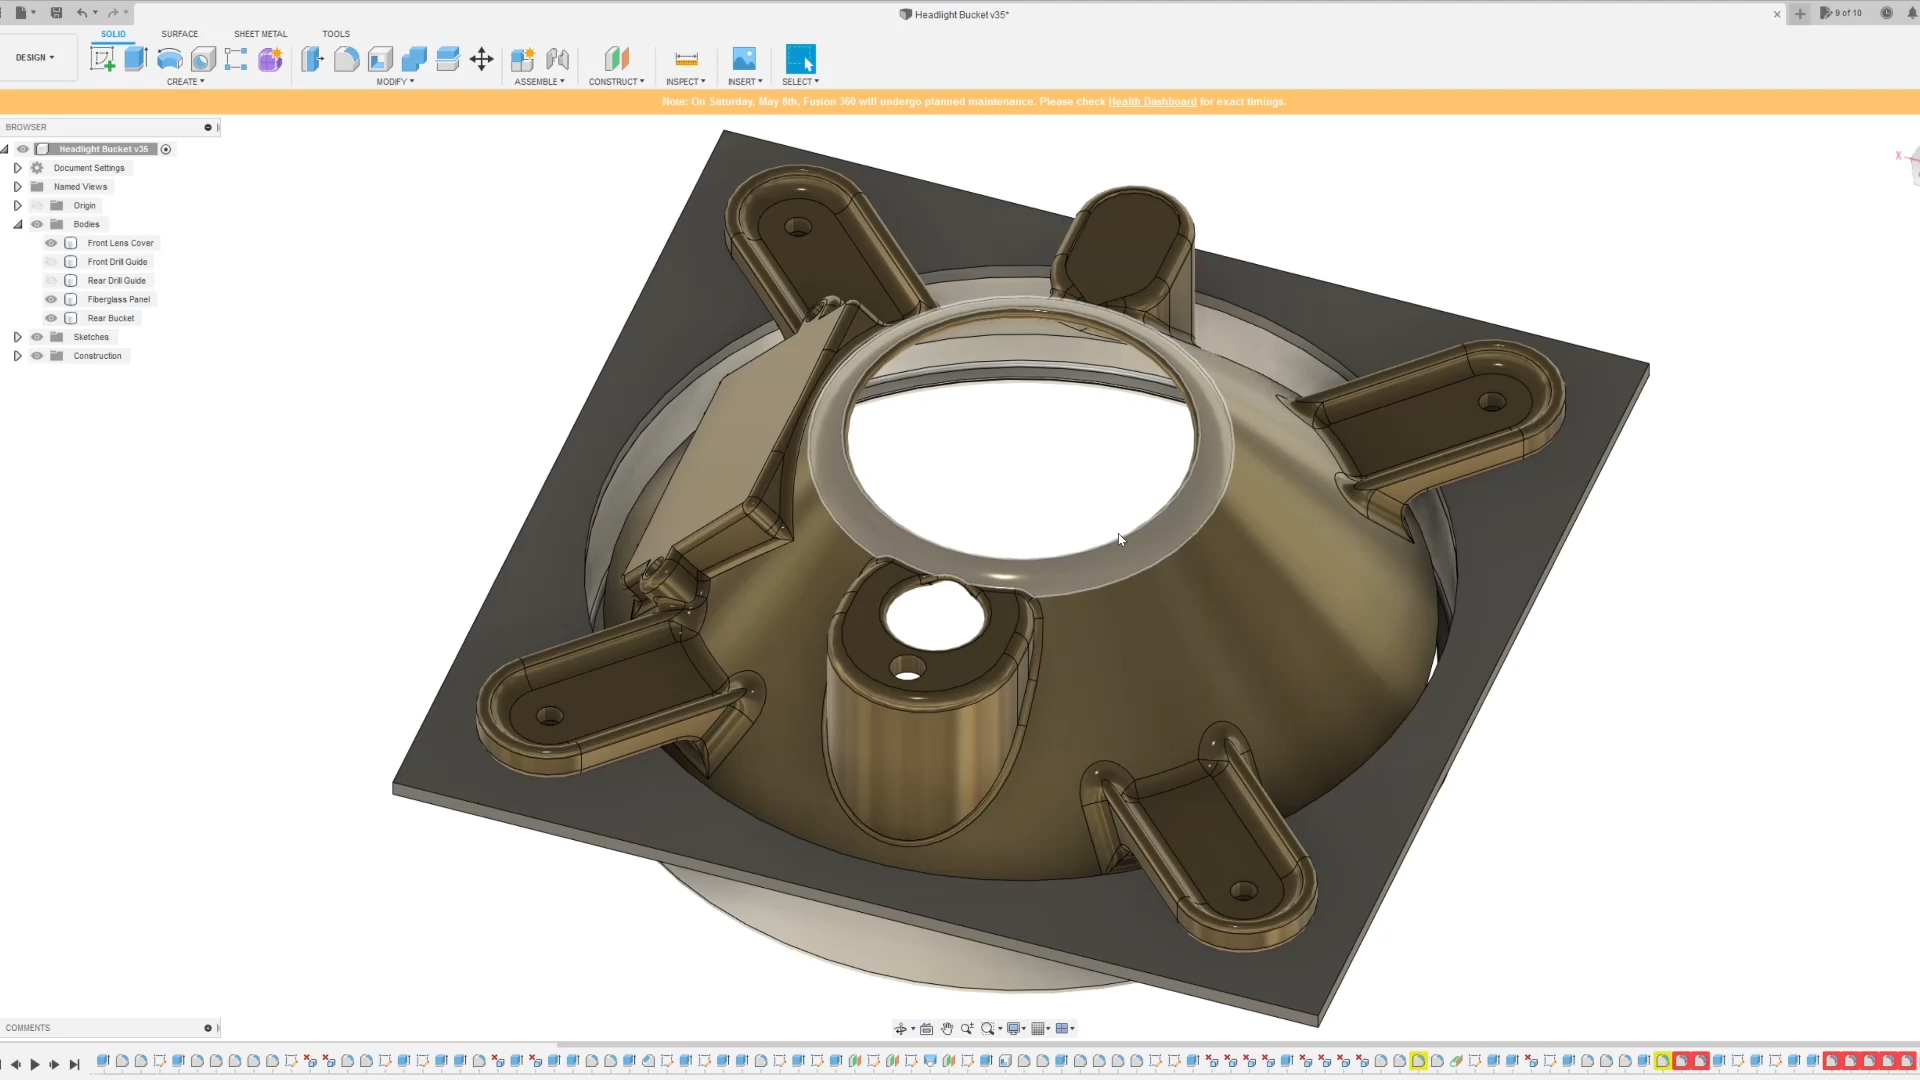 Headlight Bucket v35*
9 of 10
DESIGN
SOLID
SURFACE
SHEET METAL
TOOLS
CREATE
MODIFY
ASSEMBLE
CONSTRUCT
INSPECT
INSERT
SELECT
Note: On Saturday, May 8th, Fusion 360 will undergo planned maintenance. Please check Health Dashboard for exact timings.
BROWSER
Headlight Bucket v35
Document Settings
Named Views
Origin
Bodies
Front Lens Cover
Front Drill Guide
Rear Drill Guide
Fiberglass Panel
Rear Bucket
Sketches
Construction
X
COMMENTS